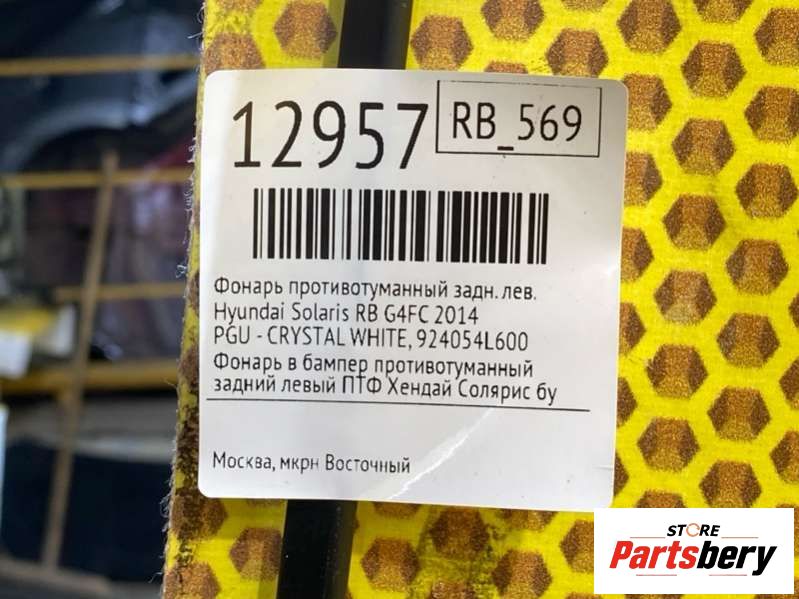 12957
RB_569
Фонарь противотуманный задн. лев.
Hyundai Solaris RB G4FC 2014
PGU - CRYSTAL WHITE, 924054L600
Фонарь в бампер противотуманный
задний левый ПТФ Хендай Солярис бу
Москва, мкрн Восточный
STORE
Partsbery